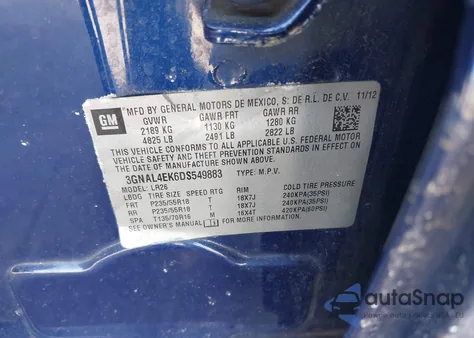 GM
MFD BY GENERAL MOTORS DE MEXICO, S: DE R.L. DE C.V. 11/12
GVWR GAWR FRT GAWR RR
2189 KG 1130 KG 1280 KG
4825 LB 2491 LB 2822 LB
THIS VEHICLE CONFORMS TO ALL APPLICABLE U.S. FEDERAL MOTOR
VEHICLE SAFETY AND THEFT PREVENTION STANDARDS IN EFFECT ON
THE DATE OF MANUFACTURE SHOWN ABOVE.
3GNAL4EK6DS549883 TYPE: M.P.V.
MODEL: LR26
LBDG TIRE SIZE SPEED RTG RIM COLD TIRE PRESSURE
FRT P235/55R18 T 18X7J 240KPA(35PSI)
RR P235/55R18 T 18X7J 240KPA(35PSI)
SPA T135/70R16 M 16X4T 420KPA(60PSI)
SEE OWNER'S MANUAL FOR ADDITIONAL INFORMATION.
autoSnap